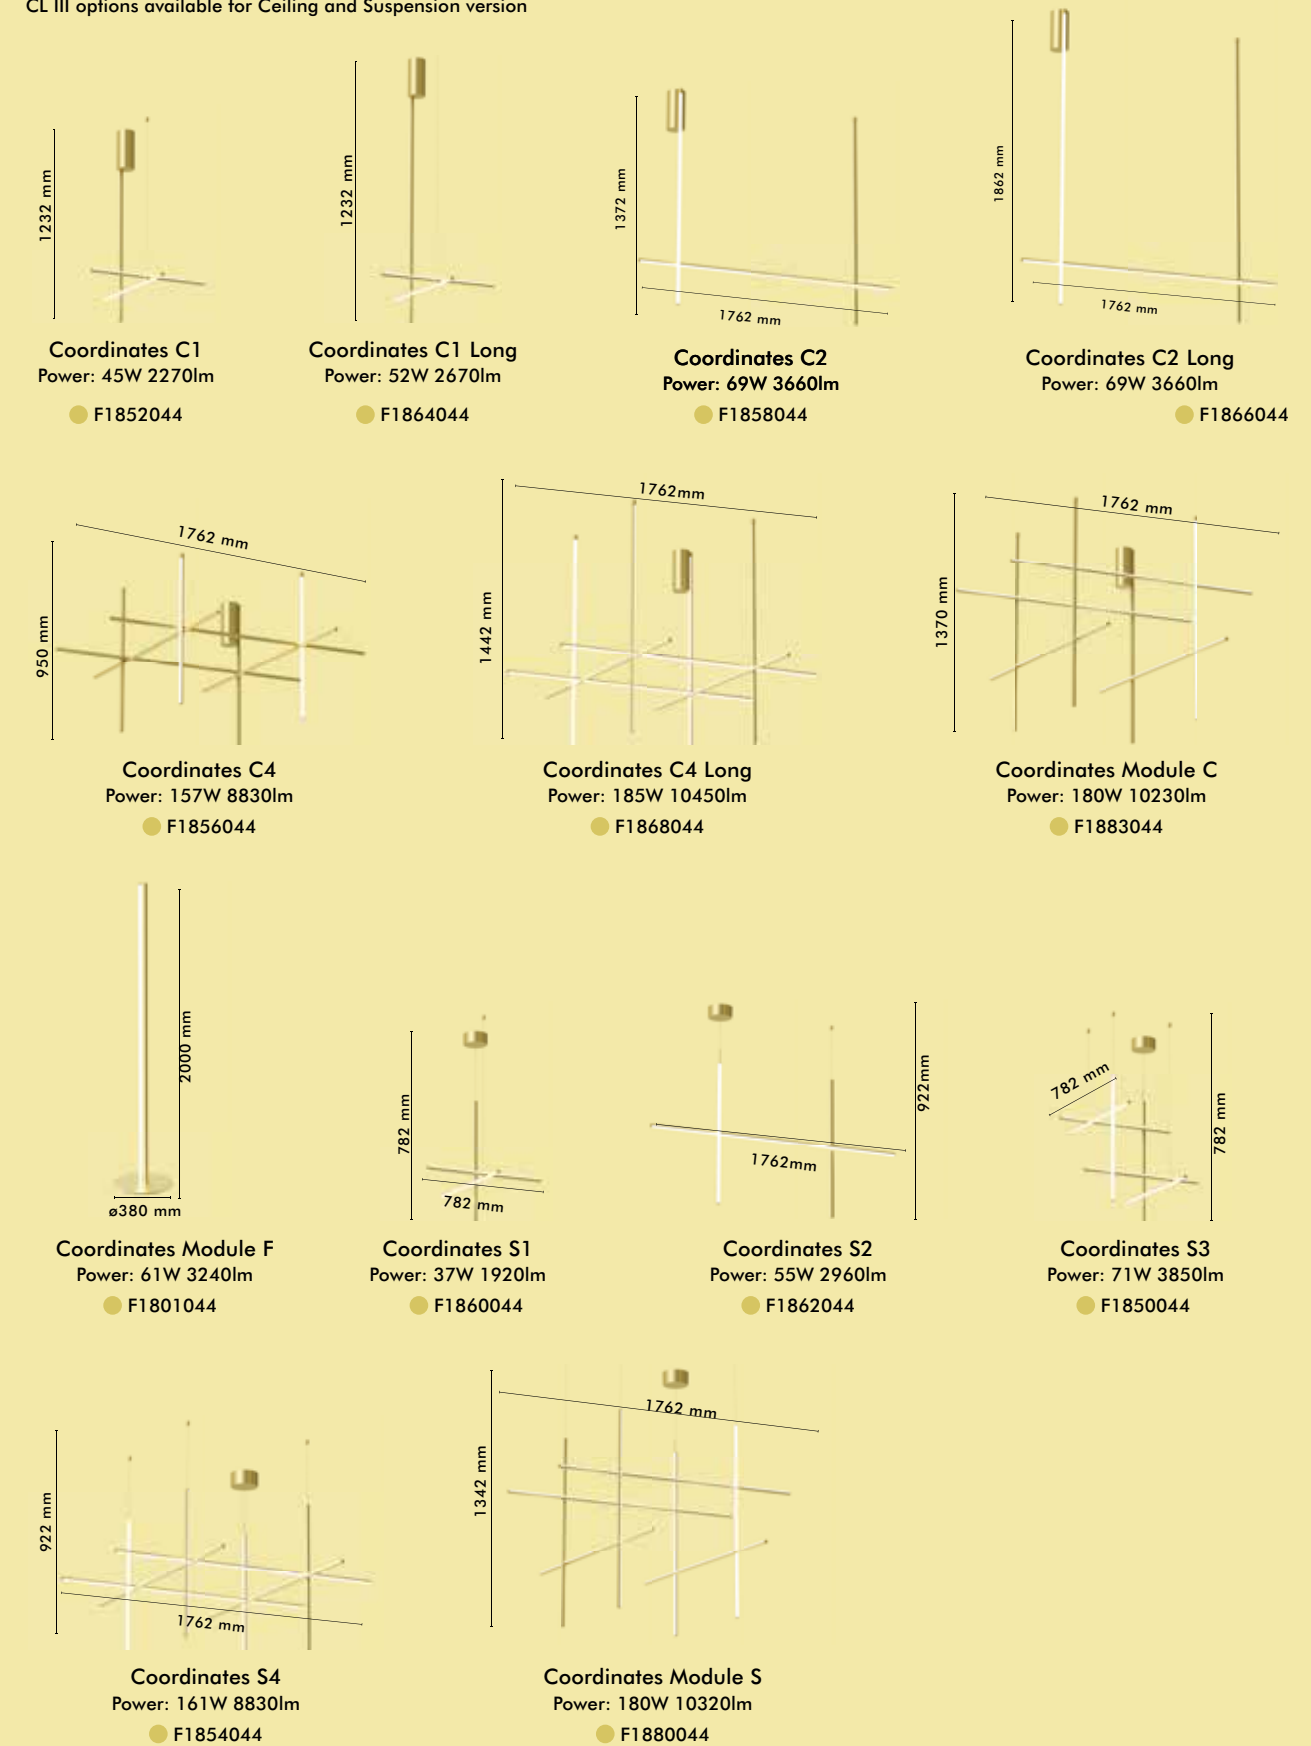 CL III options available for Ceiling and Suspension version
1232 mm
Coordinates C1
Power: 45W 2270lm
F1852044
1232 mm
Coordinates C1 Long
Power: 52W 2670lm
F1864044
1372 mm
1762 mm
Coordinates C2
Power: 69W 3660lm
F1858044
1862 mm
1762 mm
Coordinates C2 Long
Power: 69W 3660lm
F1866044
1762 mm
950 mm
Coordinates C4
Power: 157W 8830lm
F1856044
1762mm
1442 mm
Coordinates C4 Long
Power: 185W 10450lm
F1868044
1762 mm
1370 mm
Coordinates Module C
Power: 180W 10230lm
F1883044
2000 mm
ø380 mm
Coordinates Module F
Power: 61W 3240lm
F1801044
782 mm
782 mm
Coordinates S1
Power: 37W 1920lm
F1860044
922mm
1762mm
Coordinates S2
Power: 55W 2960lm
F1862044
782 mm
782 mm
Coordinates S3
Power: 71W 3850lm
F1850044
922 mm
1762 mm
Coordinates S4
Power: 161W 8830lm
F1854044
1762 mm
1342 mm
Coordinates Module S
Power: 180W 10320lm
F1880044